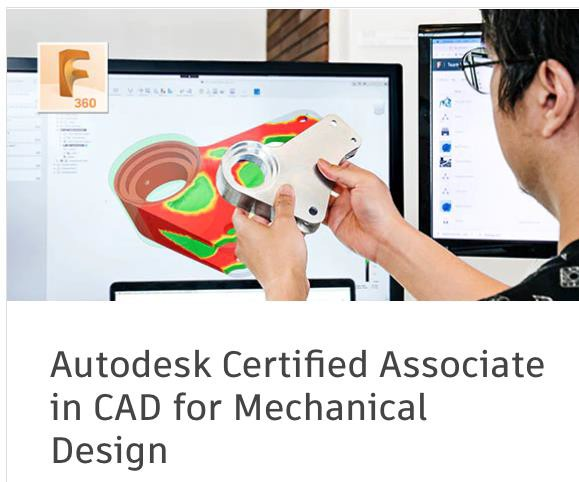 F
360
Autodesk Certified Associate
in CAD for Mechanical
Design